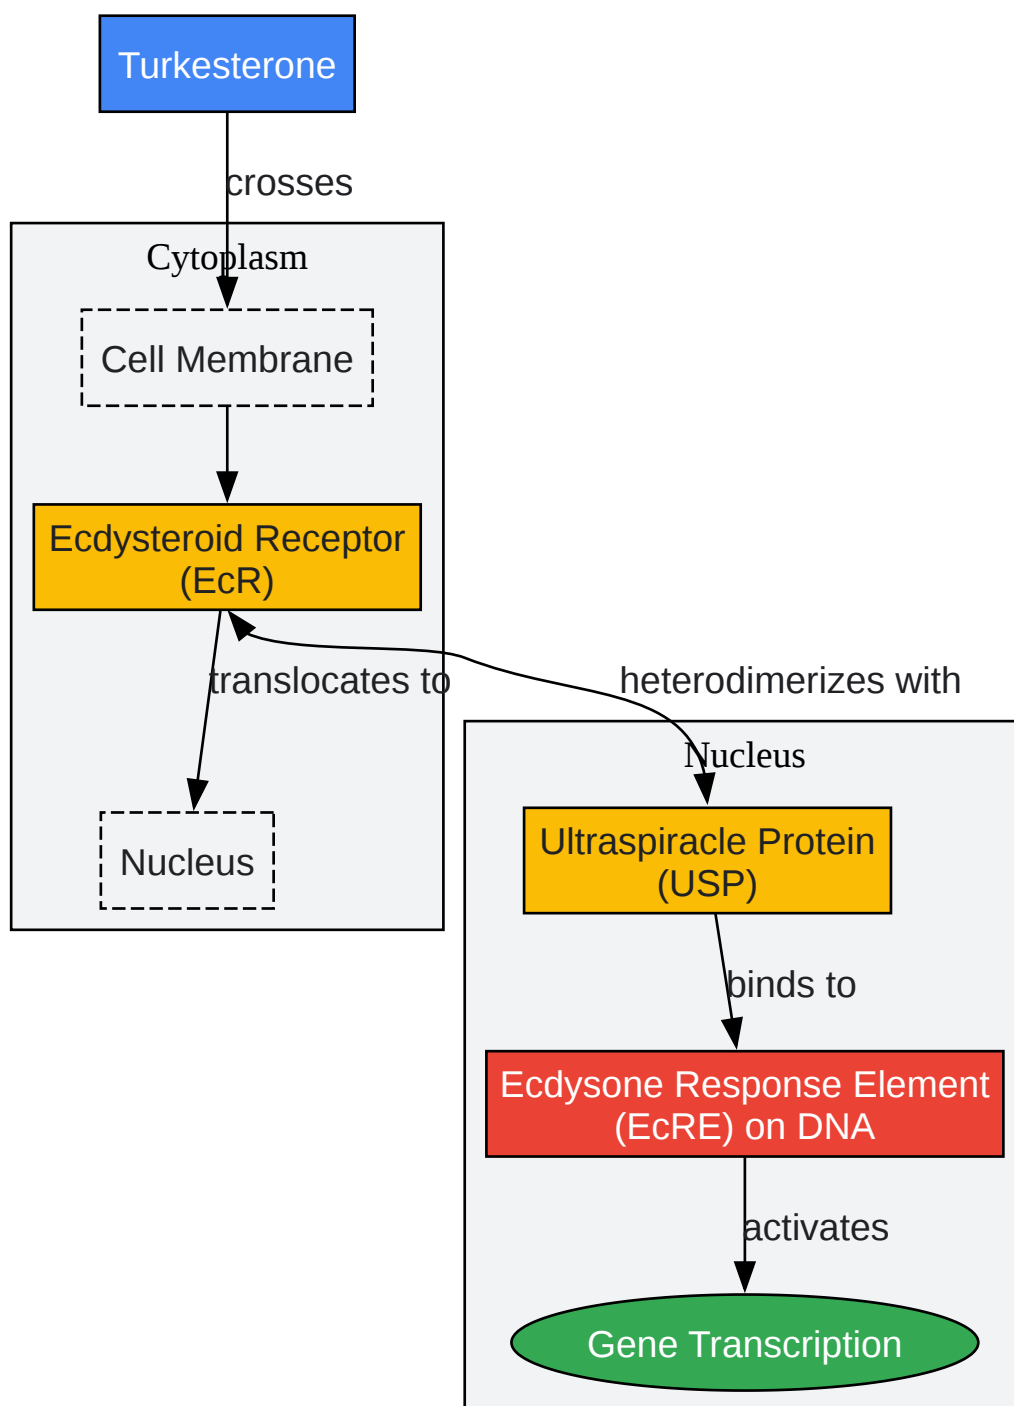 Turkesterone
crosses
Cytoplasm
Cell Membrane
Ecdysteroid Receptor
(EcR)
translocates to
heterodimerizes with
Nucleus
Ultraspiracle Protein
(USP)
Nucleus
binds to
Ecdysone Response Element
(EcRE) on DNA
activates
Gene Transcription